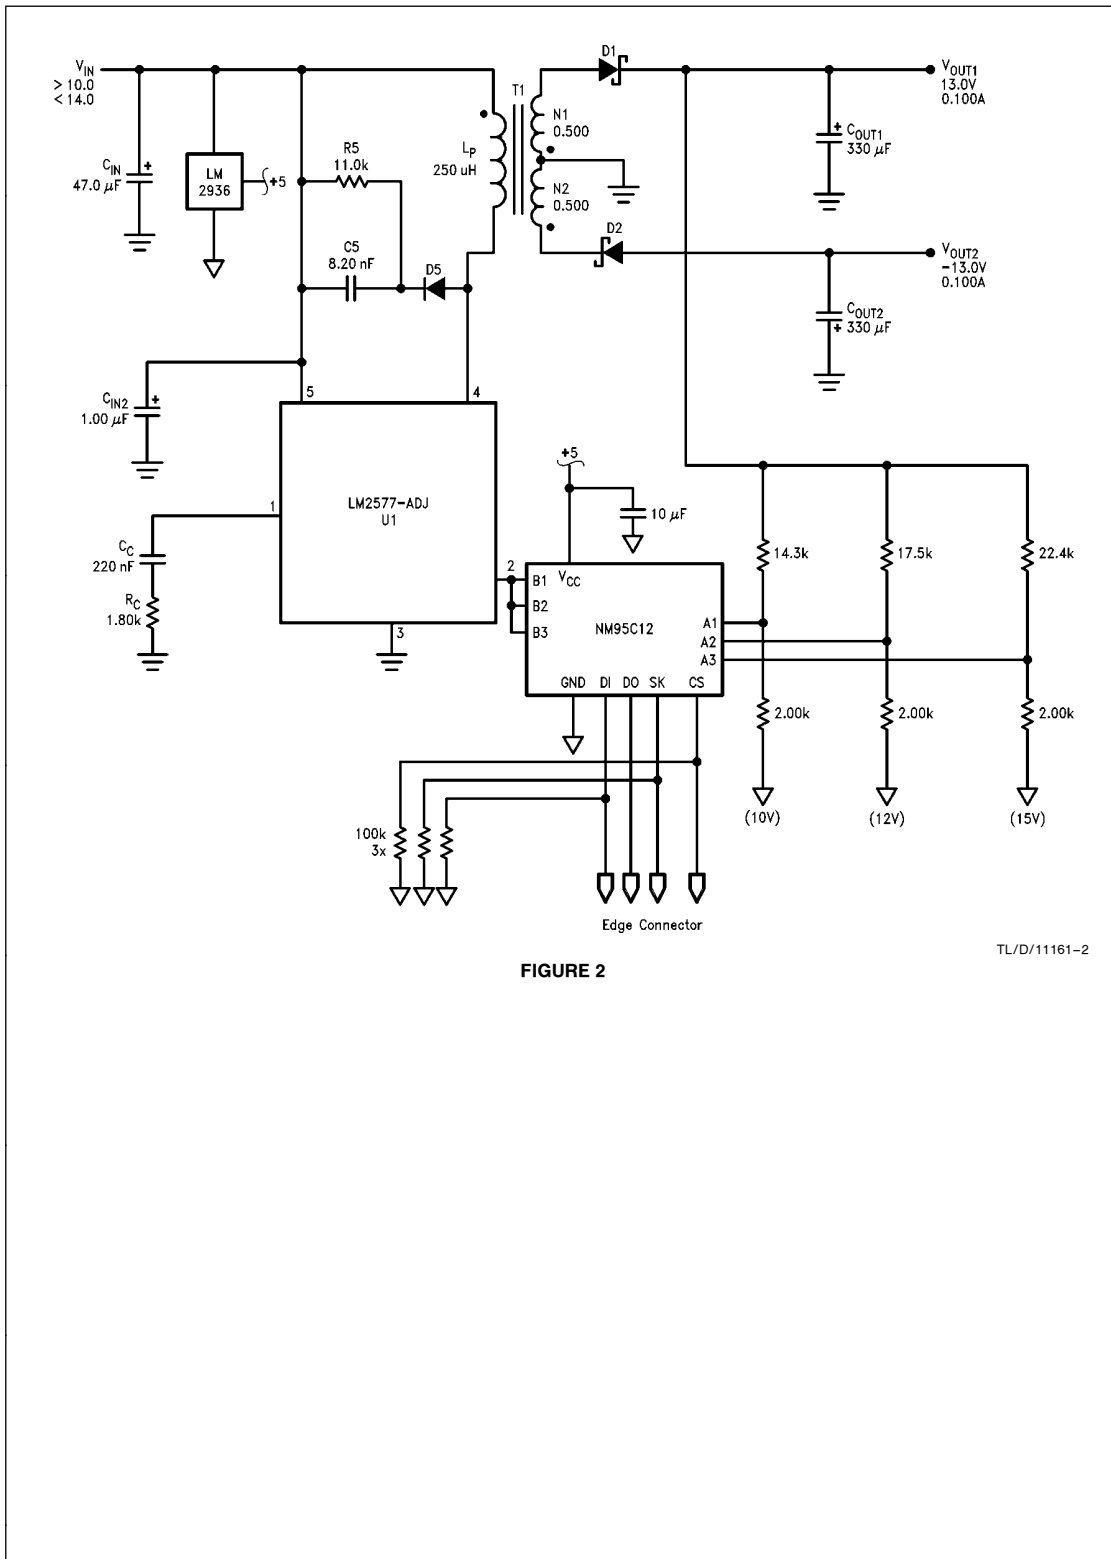 V_IN
> 10.0
< 14.0
C_IN
47.0 μF
+
LM
2936
+5
R5
11.0k
C5
8.20 nF
D5
L_P
250 uH
T1
N1
0.500
N2
0.500
D1
D2
V_OUT1
13.0V
0.100A
+
C_OUT1
330 μF
V_OUT2
−13.0V
0.100A
C_OUT2
+ 330 μF
C_IN2
1.00 μF
+
5
4
1
LM2577-ADJ
U1
2
3
C_C
220 nF
R_C
1.80k
+5
10 μF
V_CC
B1
B2
B3
NM95C12
A1
A2
A3
GND DI DO SK CS
14.3k
17.5k
22.4k
2.00k
2.00k
2.00k
(10V)
(12V)
(15V)
100k
3x
Edge Connector
TL/D/11161–2
FIGURE 2